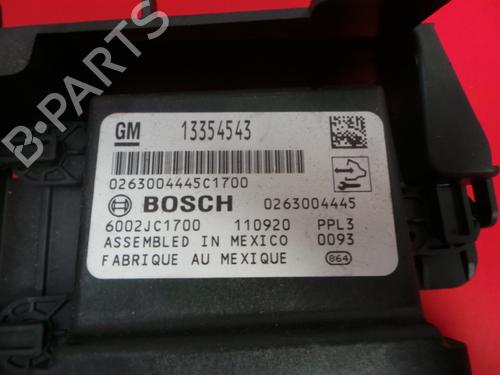 B-PARTS
GM 13354543
0263004445C1700
BOSCH 0263004445
6002JC1700 110920 PPL3
ASSEMBLED IN MEXICO 0093
FABRIQUE AU MEXIQUE 864